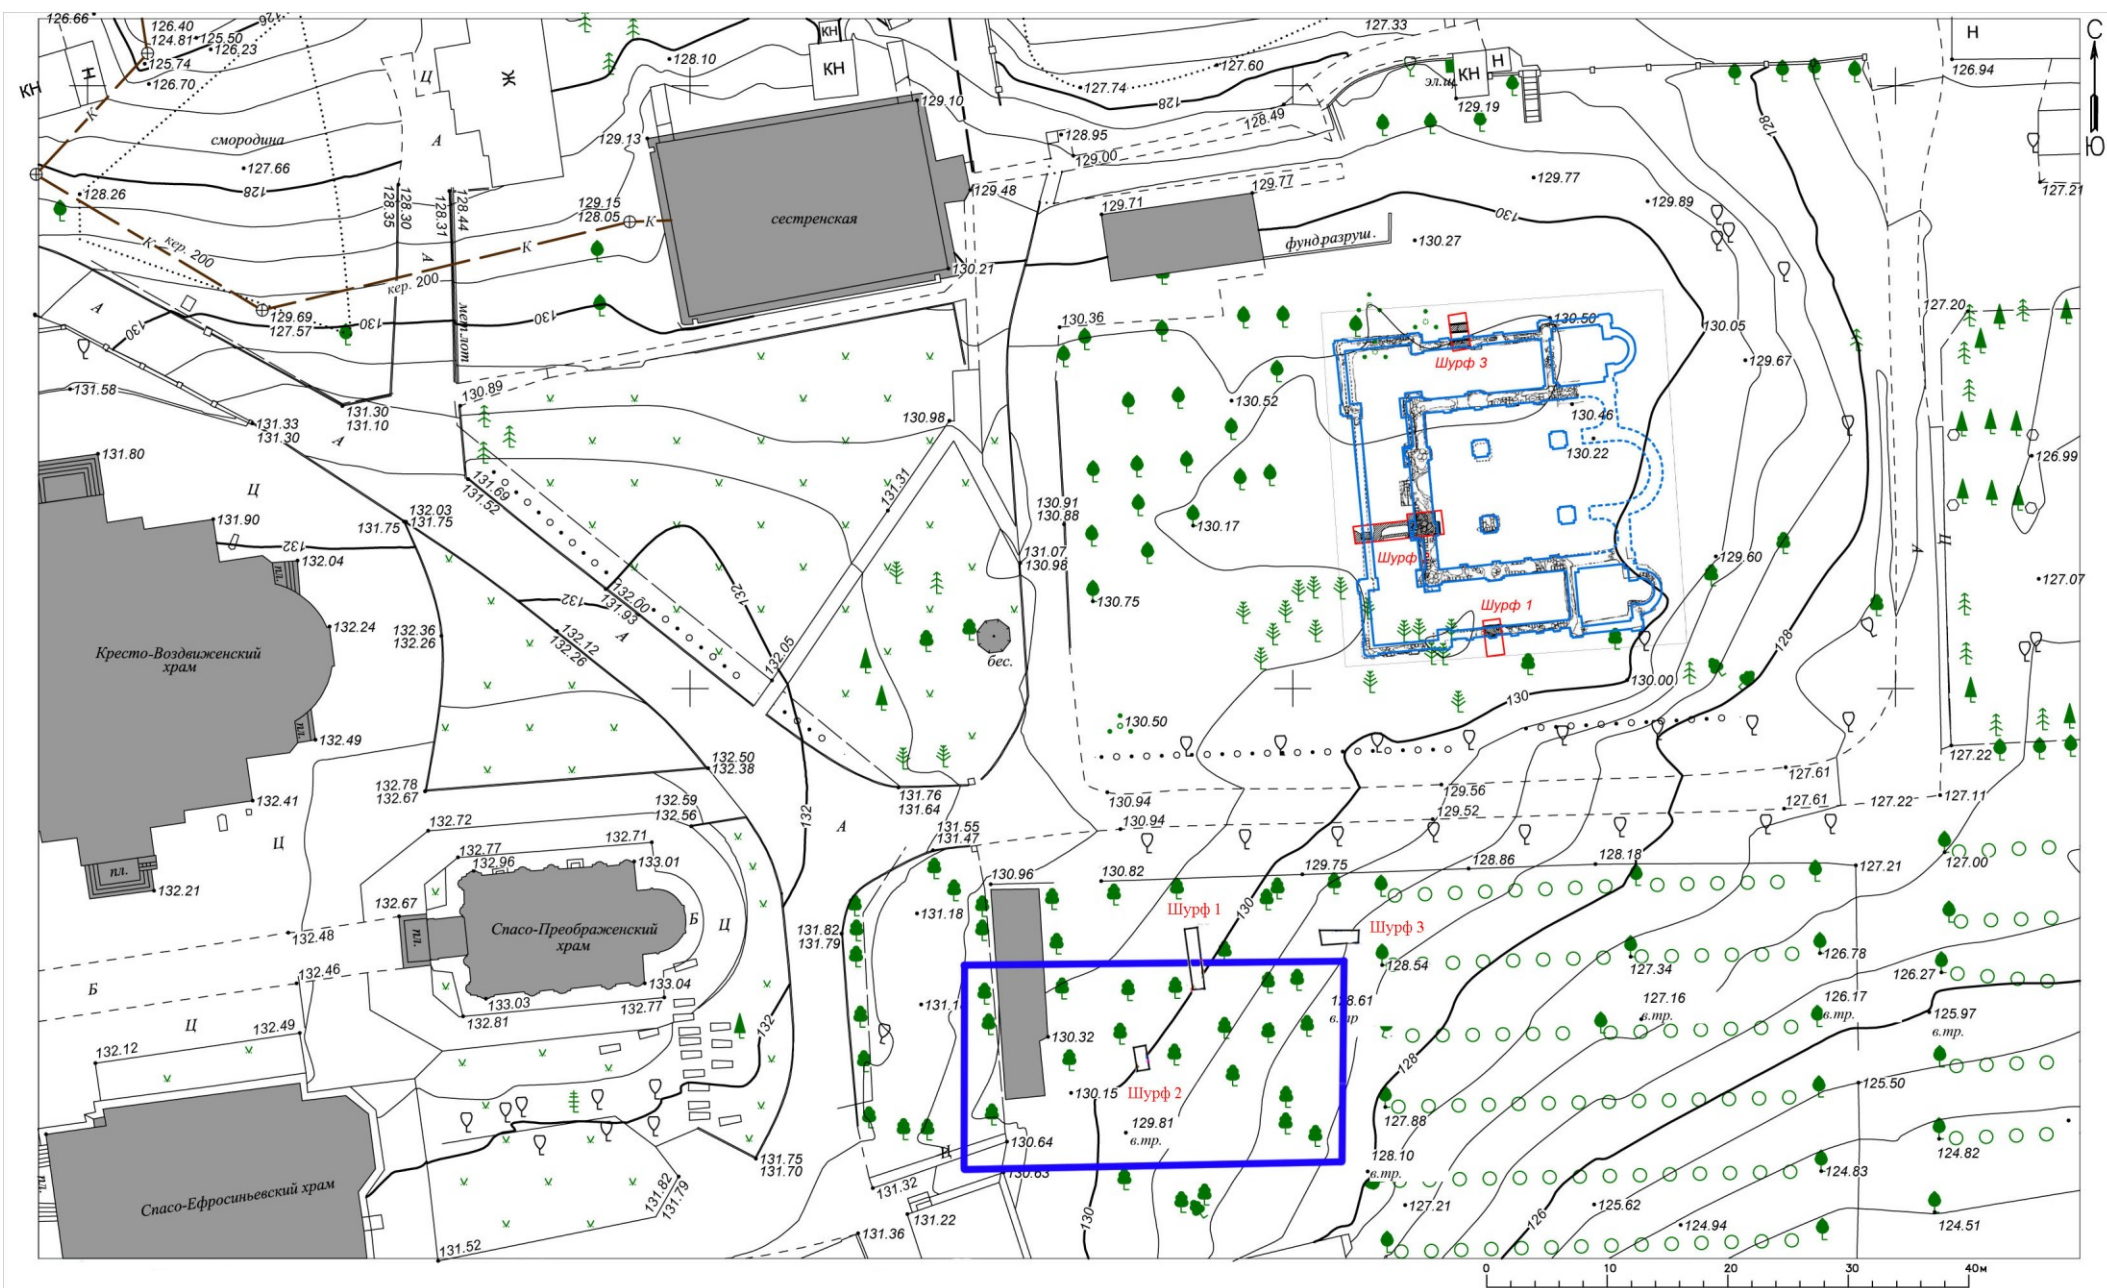 126.66
126.40
124.81
125.50
126
126.23
125.74
126.70
КН
Н
К
смородина
127.66
128
128.26
А
Ц
Ж
128.10
КН
КН
129.10
129.13
127.33
127.60
127.74
128
128.49
128.95
129.00
эл.щ
КН
Н
129.19
Н
126.94
С
Ю
128
127.21
128.35
128.30
128.31
128.44
129.15
128.05
К
сестренская
129.48
129.71
129.77
129.77
129.89
130
130.27
фунд.разруш.
К
кер. 200
А
К
кер. 200
130.21
А
130
129.69
127.57
130
130
мет.лот
130.36
130.50
130.05
129.67
127.20
Шурф 3
131.58
130.89
131.30
131.10
131.33
131.30
А
130.98
130.52
130.46
130.22
131.80
Ц
131.69
131.52
131.31
130.91
130.88
130.17
126.99
131.90
132
131.75
132.03
131.75
132.04
пл.
131.07
130.98
Шурф
129.60
А
П
132
132
132.00
131.93
А
130.75
Шурф 1
127.07
132.24
132.36
132.26
132.12
132.26
132.05
бес.
128
Кресто-Воздвиженский
храм
130
130.00
пл.
132.49
130.50
127.22
132.50
132.38
132.78
132.67
132.41
131.76
131.64
130.94
129.56
127.61
132.59
132.56
132
А
130.94
129.52
127.61
127.22
127.11
132.72
132.71
131.55
131.47
Ц
132.77
132.96
133.01
130.96
130.82
129.75
128.86
128.18
127.21
127.00
пл.
132.21
132.67
пл.
Спасо-Преображенский
храм
Б
Ц
131.18
130
Шурф 1
Шурф 3
132.48
131.82
131.79
128.54
127.34
126.78
126.27
132.46
Б
133.03
133.04
132.77
132.81
128.61
127.16
в.тр.
126.17
в.тр.
125.97
в.тр.
Ц
132.49
132
130.32
132.12
130.15
Шурф 2
128
125.50
129.81
в.тр.
127.88
130.64
Ц
131.75
131.70
128.10
в.тр.
124.82
130.63
пл.
Спасо-Ефросиньевский храм
131.82
131.79
131.32
131.22
130
127.21
126
125.62
124.83
124.94
124.51
131.52
131.36
0
10
20
30
40м